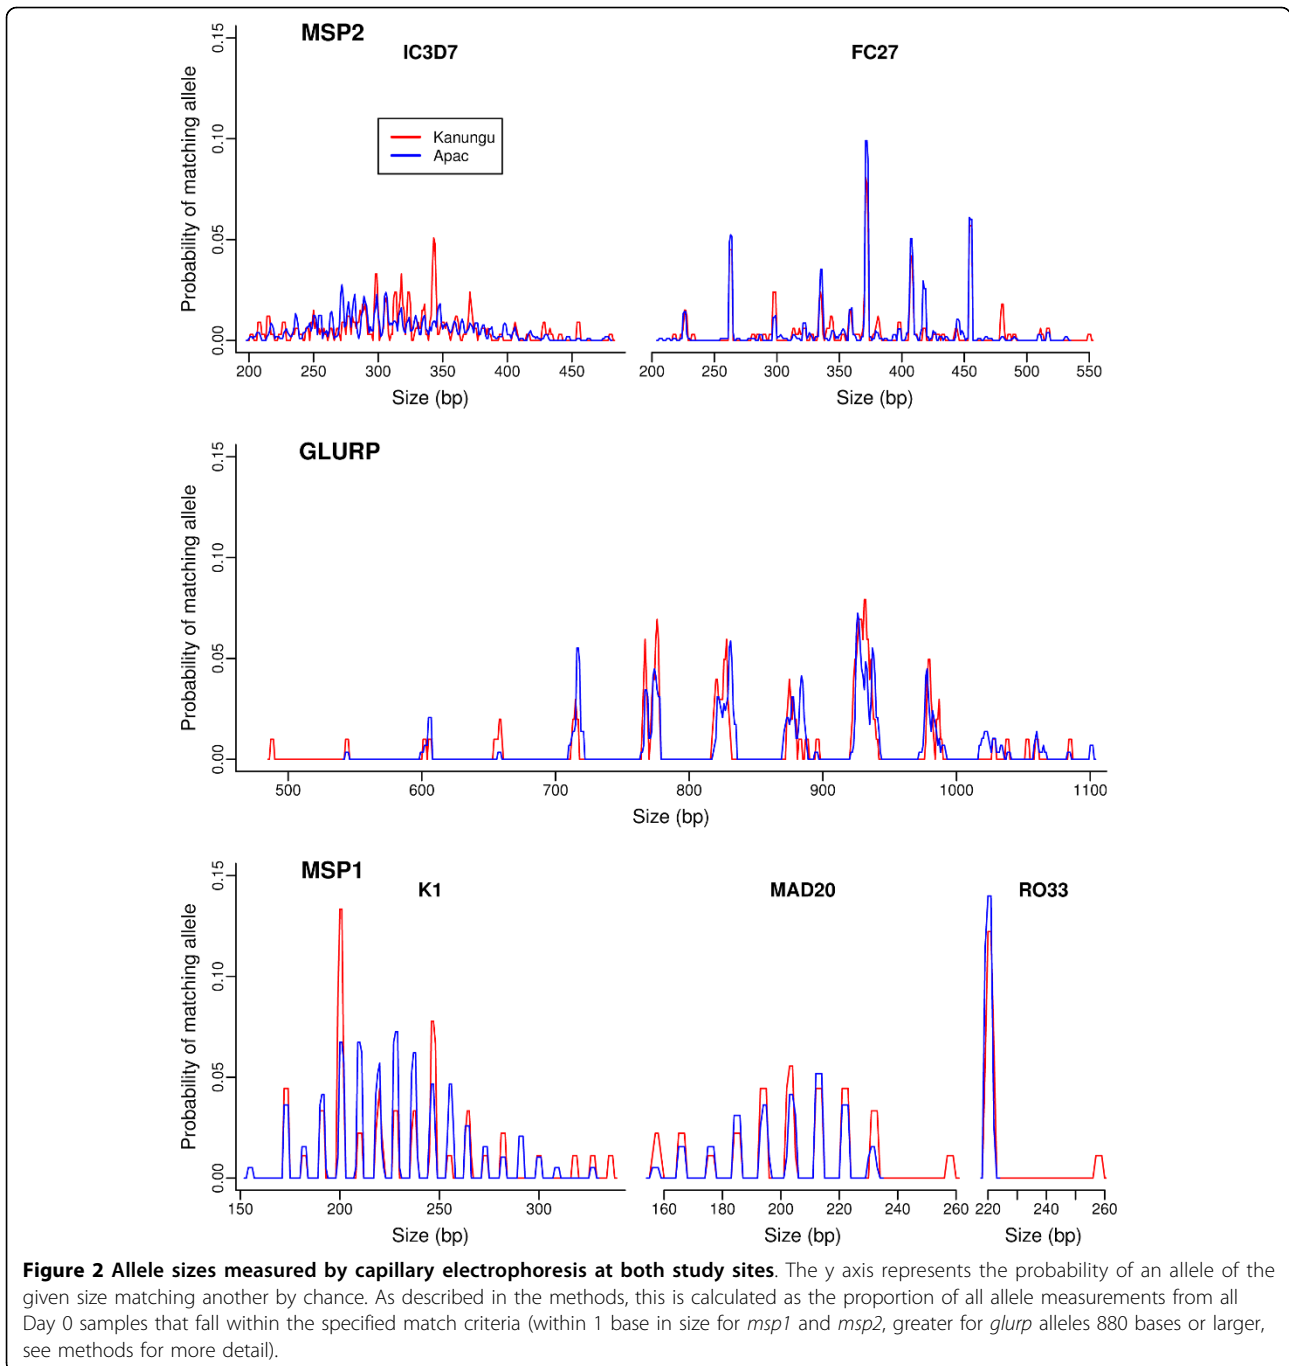 MSP2
IC3D7
FC27
Kanungu
Apac
Probability of matching allele
0.00 0.05 0.10 0.15
200 250 300 350 400 450
Size (bp)
200 250 300 350 400 450 500 550
Size (bp)
GLURP
Probability of matching allele
0.00 0.05 0.10 0.15
500 600 700 800 900 1000 1100
Size (bp)
MSP1
K1
MAD20
RO33
Probability of matching allele
0.00 0.05 0.10 0.15
150 200 250 300
Size (bp)
160 180 200 220 240 260
Size (bp)
220 260
Size (bp)
Figure 2 Allele sizes measured by capillary electrophoresis at both study sites. The y axis represents the probability of an allele of the
given size matching another by chance. As described in the methods, this is calculated as the proportion of all allele measurements from all
Day 0 samples that fall within the specified match criteria (within 1 base in size for msp1 and msp2, greater for glurp alleles 880 bases or larger,
see methods for more detail).